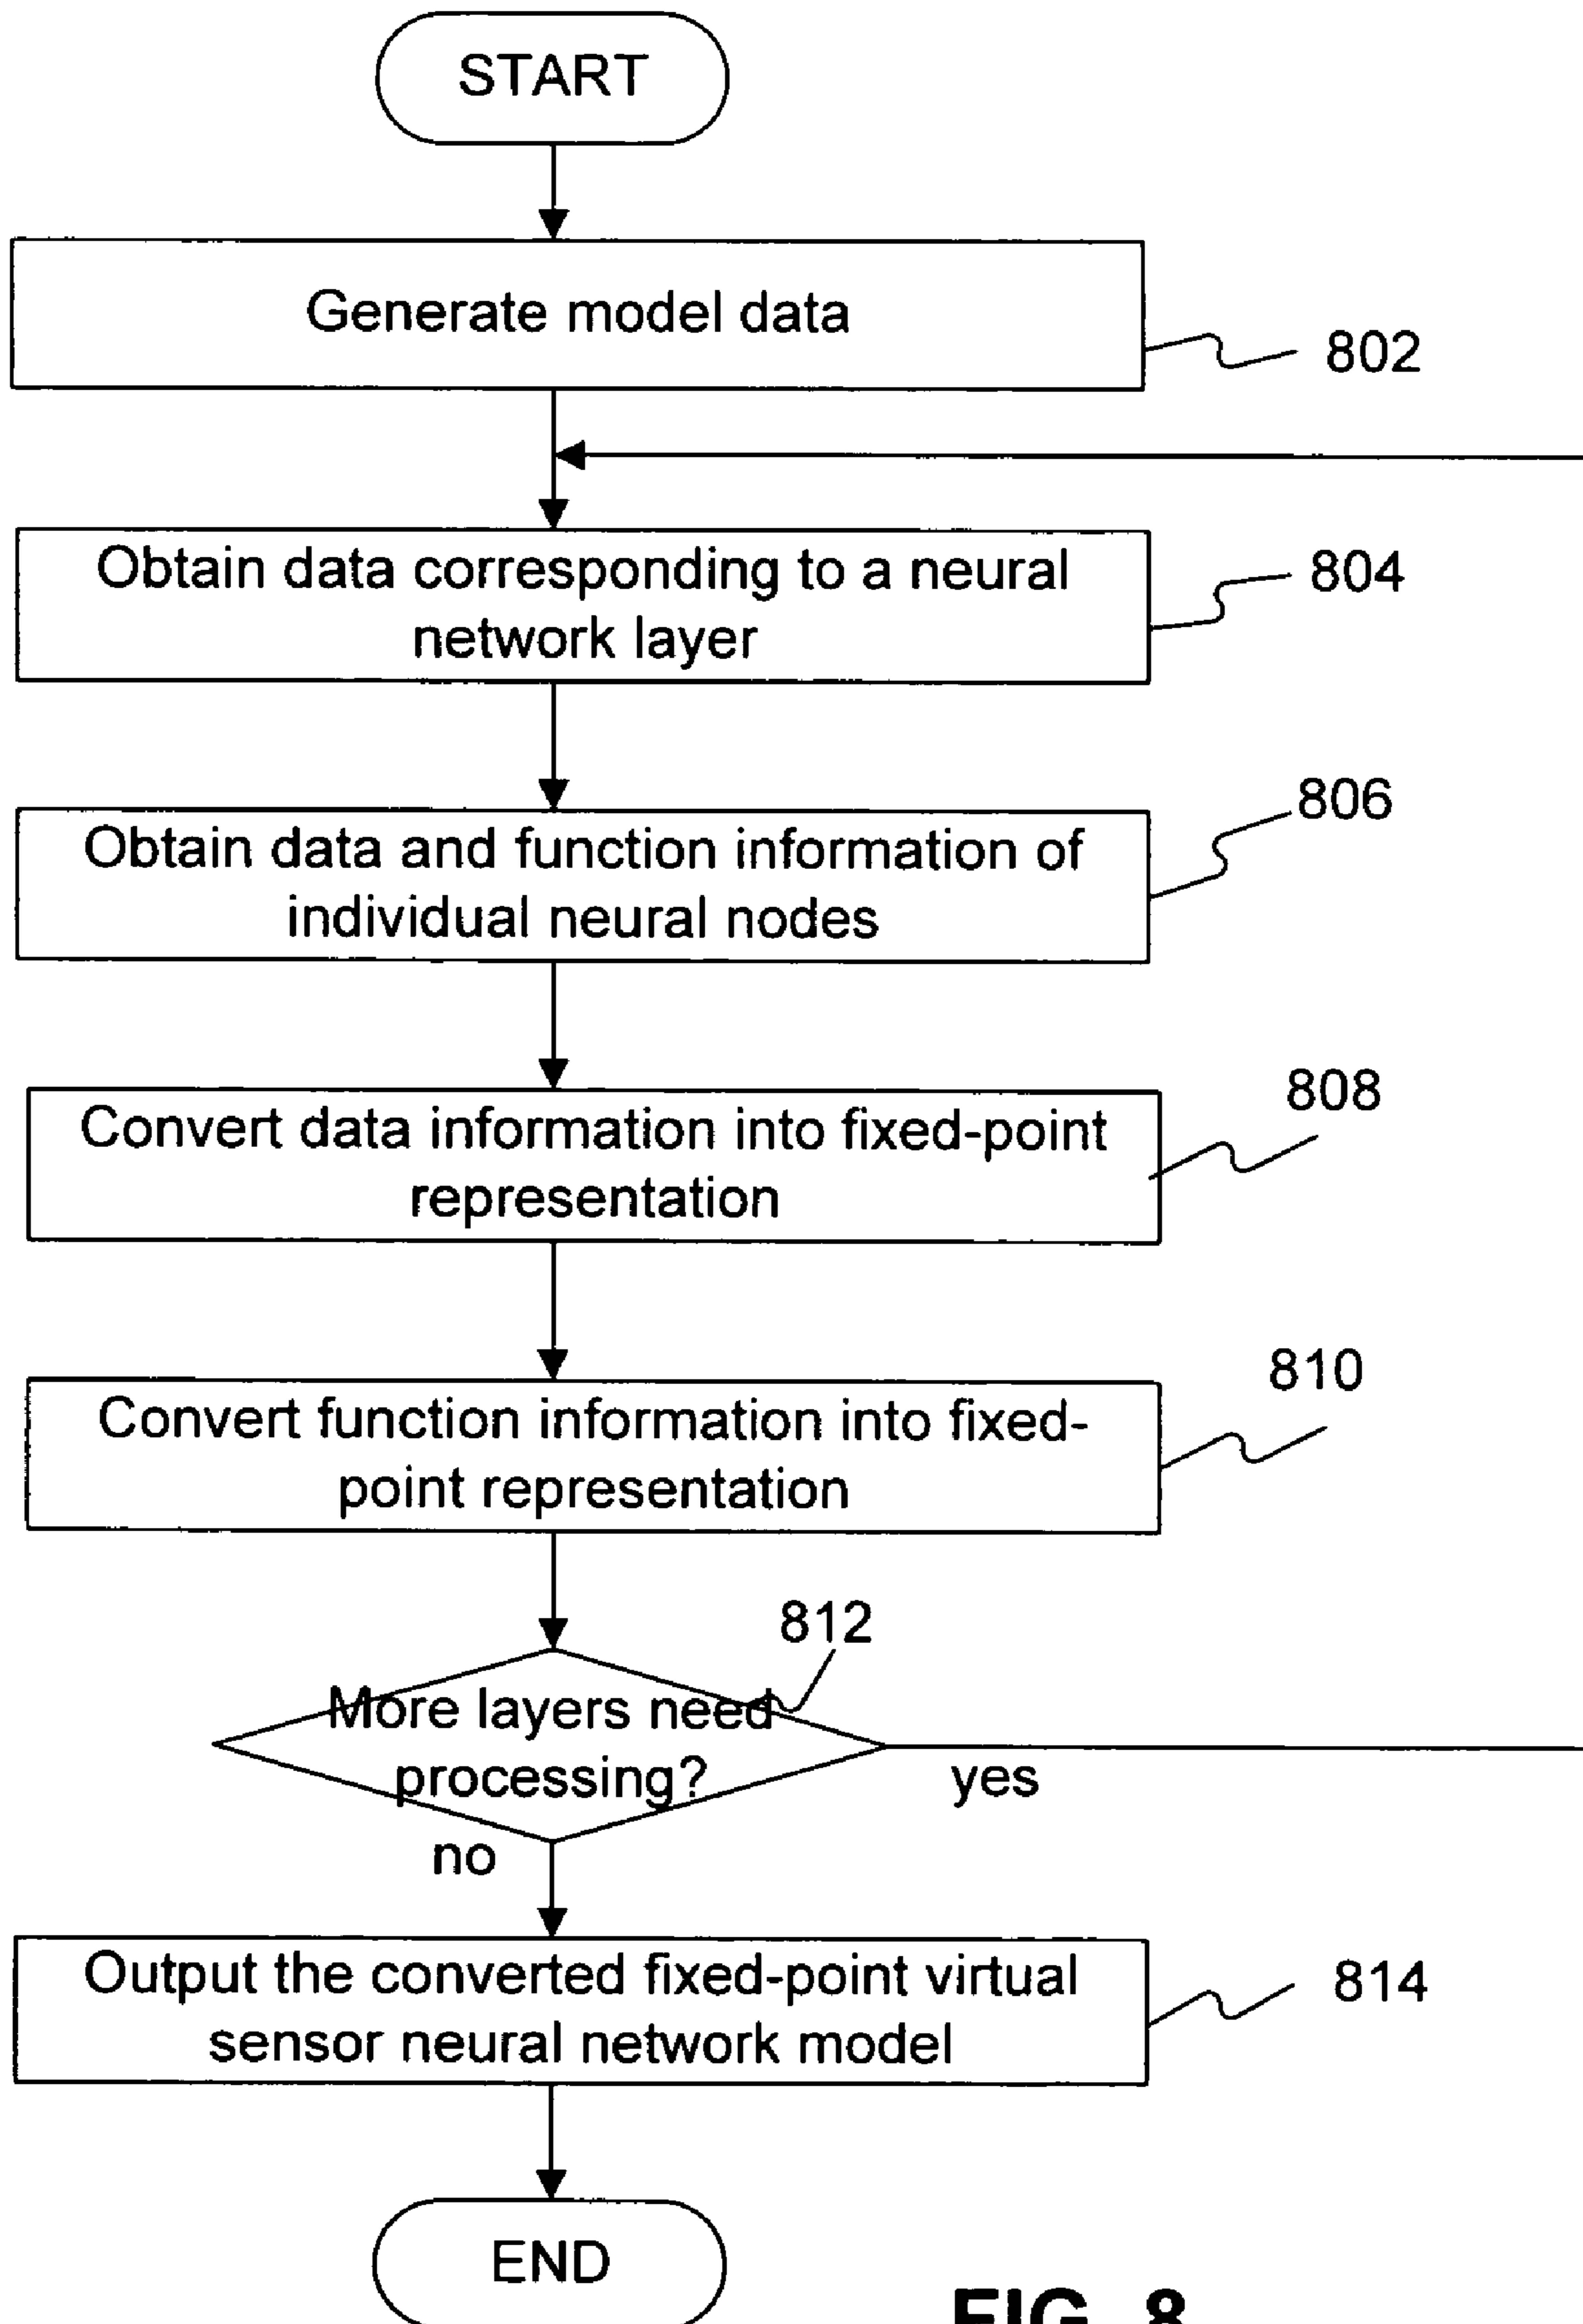 START
Generate model data
802
Obtain data corresponding to a neural
network layer
804
Obtain data and function information of
individual neural nodes
806
Convert data information into fixed-point
representation
808
Convert function information into fixed-
point representation
810
812
More layers need
processing?
yes
no
Output the converted fixed-point virtual
sensor neural network model
814
END
FIG. 8